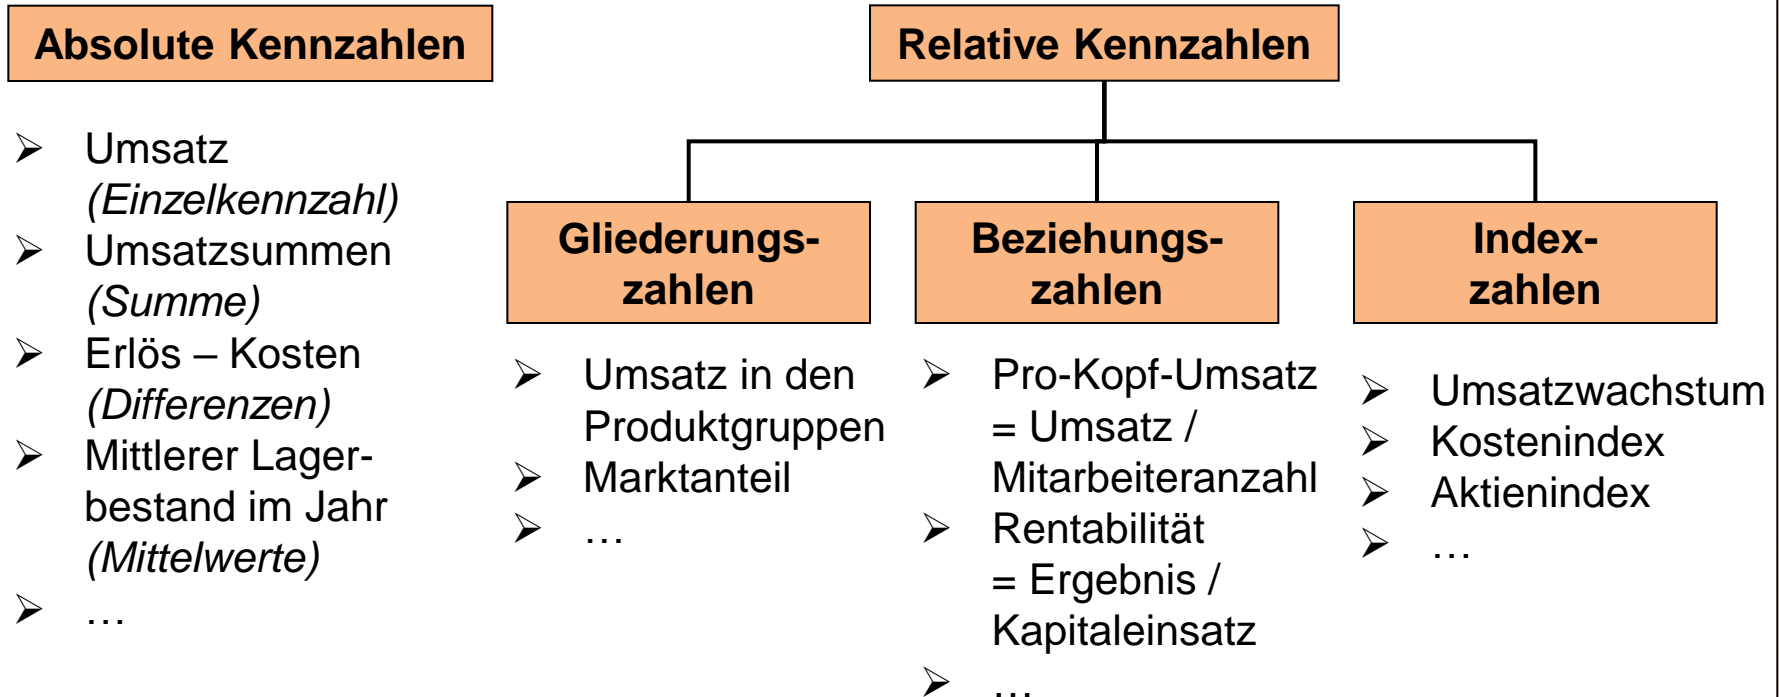 Absolute Kennzahlen
➢ Umsatz
(Einzelkennzahl)
➢ Umsatzsummen
(Summe)
➢ Erlös – Kosten
(Differenzen)
➢ Mittlerer Lager-
bestand im Jahr
(Mittelwerte)
➢ …
Relative Kennzahlen
Gliederungs-
zahlen
➢ Umsatz in den
Produktgruppen
➢ Marktanteil
➢ …
Beziehungs-
zahlen
➢ Pro-Kopf-Umsatz
= Umsatz /
Mitarbeiteranzahl
➢ Rentabilität
= Ergebnis /
Kapitaleinsatz
➢ …
Index-
zahlen
➢ Umsatzwachstum
➢ Kostenindex
➢ Aktienindex
➢ …